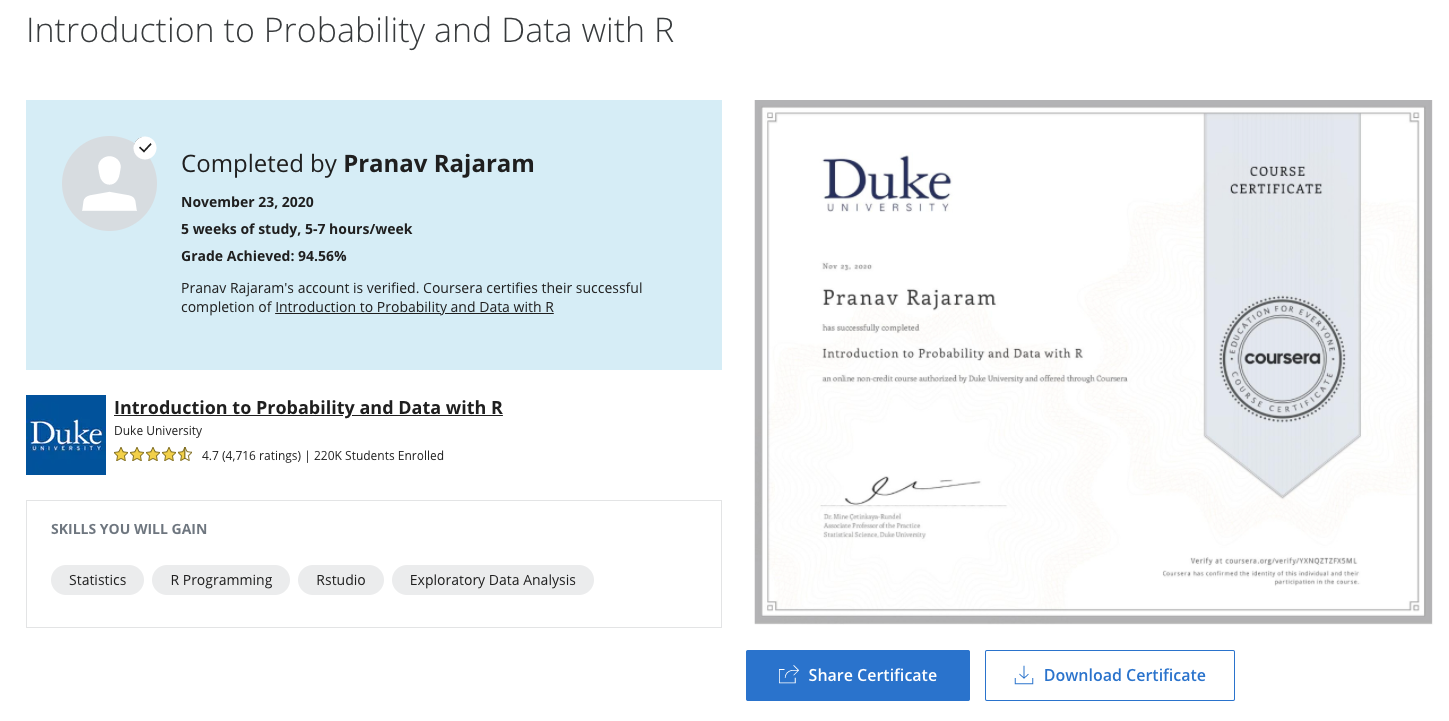 Introduction to Probability and Data with R
Completed by Pranav Rajaram
November 23, 2020
5 weeks of study, 5-7 hours/week
Grade Achieved: 94.56%
Pranav Rajaram's account is verified. Coursera certifies their successful
completion of Introduction to Probability and Data with R
Duke
UNIVERSITY
Introduction to Probability and Data with R
Duke University
4.7 (4,716 ratings) | 220K Students Enrolled
SKILLS YOU WILL GAIN
Statistics
R Programming
Rstudio
Exploratory Data Analysis
Duke
UNIVERSITY
Nov 23, 2020
Pranav Rajaram
has successfully completed
Introduction to Probability and Data with R
an online non-credit course authorized by Duke University and offered through Coursera
Dr. Mine Çetinkaya-Rundel
Associate Professor of the Practice
Statistical Science, Duke University
COURSE
CERTIFICATE
EDUCATION FOR EVERYONE
coursera
COURSE CERTIFICATE
Verify at coursera.org/verify/YXNQZTZFX5ML
Coursera has confirmed the identity of this individual and their
participation in the course.
Share Certificate
Download Certificate